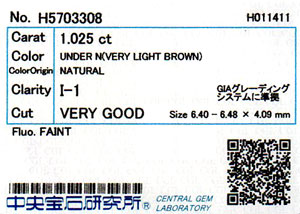 No. H5703308 H011411
Carat 1.025 ct
Color UNDER N(VERY LIGHT BROWN)
ColorOrigin NATURAL
Clarity I-1 GIAグレーディング
システムに準拠
Cut VERY GOOD Size 6.40 - 6.48 × 4.09 mm
Fluo. FAINT
中央宝石研究所® CENTRAL GEM
LABORATORY